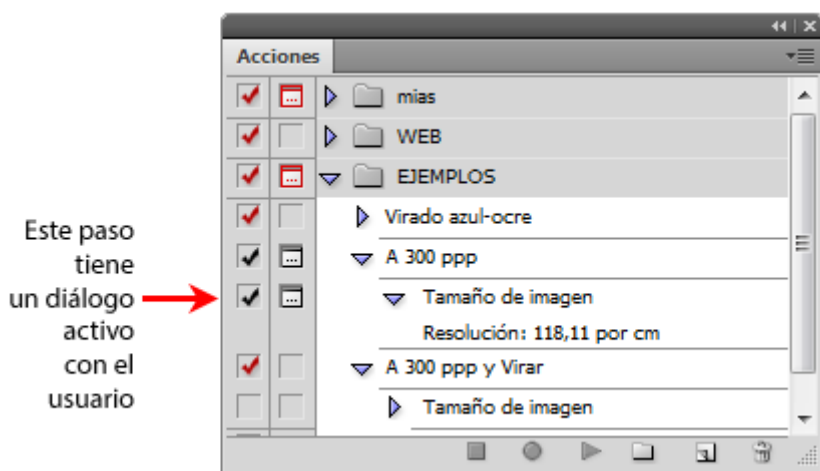 Acciones
mias
WEB
EJEMPLOS
Virado azul-ocre
A 300 ppp
Tamaño de imagen
Resolución: 118,11 por cm
A 300 ppp y Virar
Tamaño de imagen
Este paso
tiene
un diálogo
activo
con el
usuario